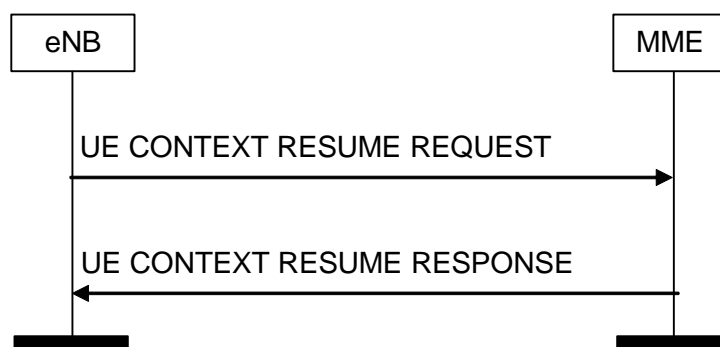 eNB
MME
UE CONTEXT RESUME REQUEST
UE CONTEXT RESUME RESPONSE